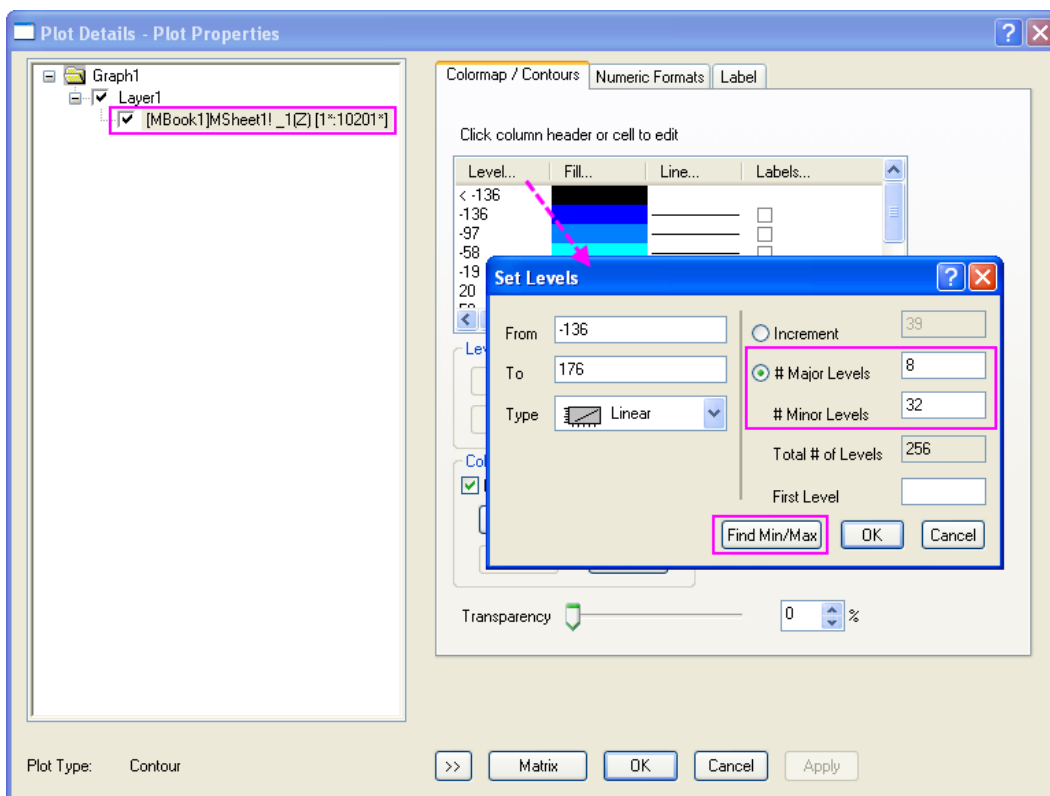 Plot Details - Plot Properties
Graph1
Layer1
[MBook1]MSheet1! _1(Z) [1*:10201*]
Colormap / Contours Numeric Formats Label
Click column header or cell to edit
Level... Fill... Line... Labels...
< -136
-136
-97
-58
-19
20
Set Levels
From -136
To 176
Type Linear
Increment 39
# Major Levels 8
# Minor Levels 32
Total # of Levels 256
First Level
Find Min/Max OK Cancel
Transparency 0 %
Plot Type: Contour
>> Matrix OK Cancel Apply